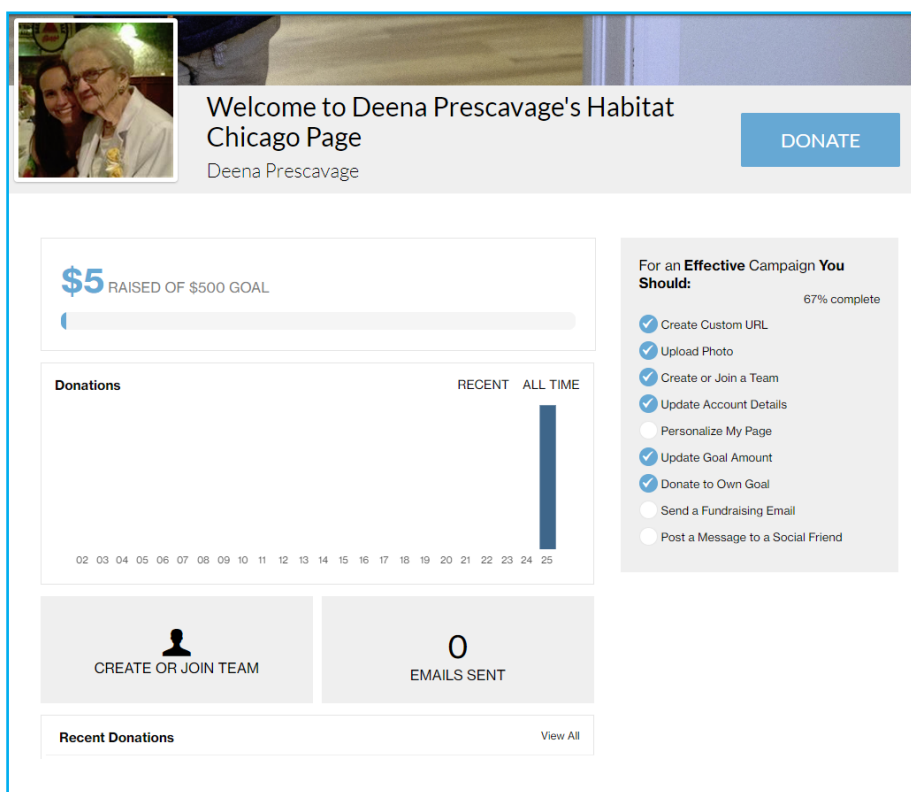 Welcome to Deena Prescavage's Habitat
Chicago Page
Deena Prescavage
DONATE
$5 RAISED OF $500 GOAL
Donations
RECENT ALL TIME
02 03 04 05 06 07 08 09 10 11 12 13 14 15 16 17 18 19 20 21 22 23 24 25
CREATE OR JOIN TEAM
0
EMAILS SENT
Recent Donations
View All
For an Effective Campaign You
Should:
67% complete
Create Custom URL
Upload Photo
Create or Join a Team
Update Account Details
Personalize My Page
Update Goal Amount
Donate to Own Goal
Send a Fundraising Email
Post a Message to a Social Friend